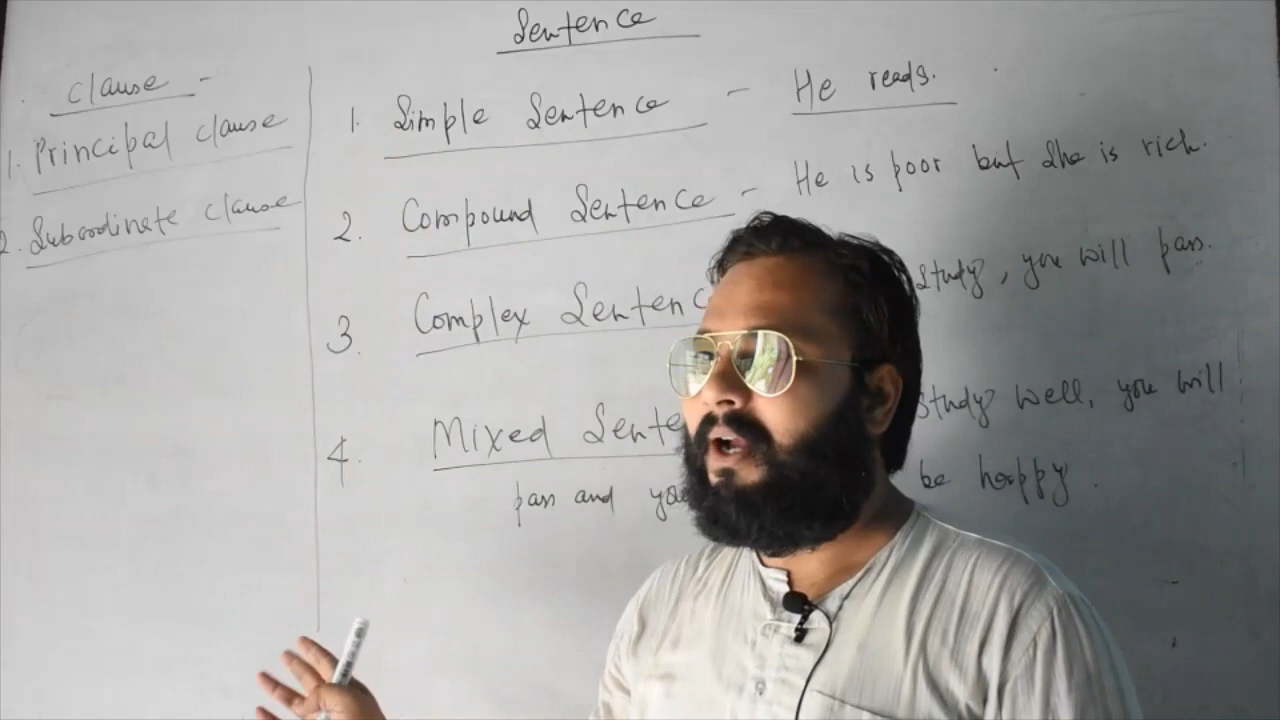 Sentence
clause -
1. Principal clause
2. Subordinate clause
1. Simple Sentence - He reads.
2. Compound Sentence - He is poor but she is rich.
3. Complex Sentenc study, you will pass.
4. Mixed Sente study well, you will
pass and you be happy.